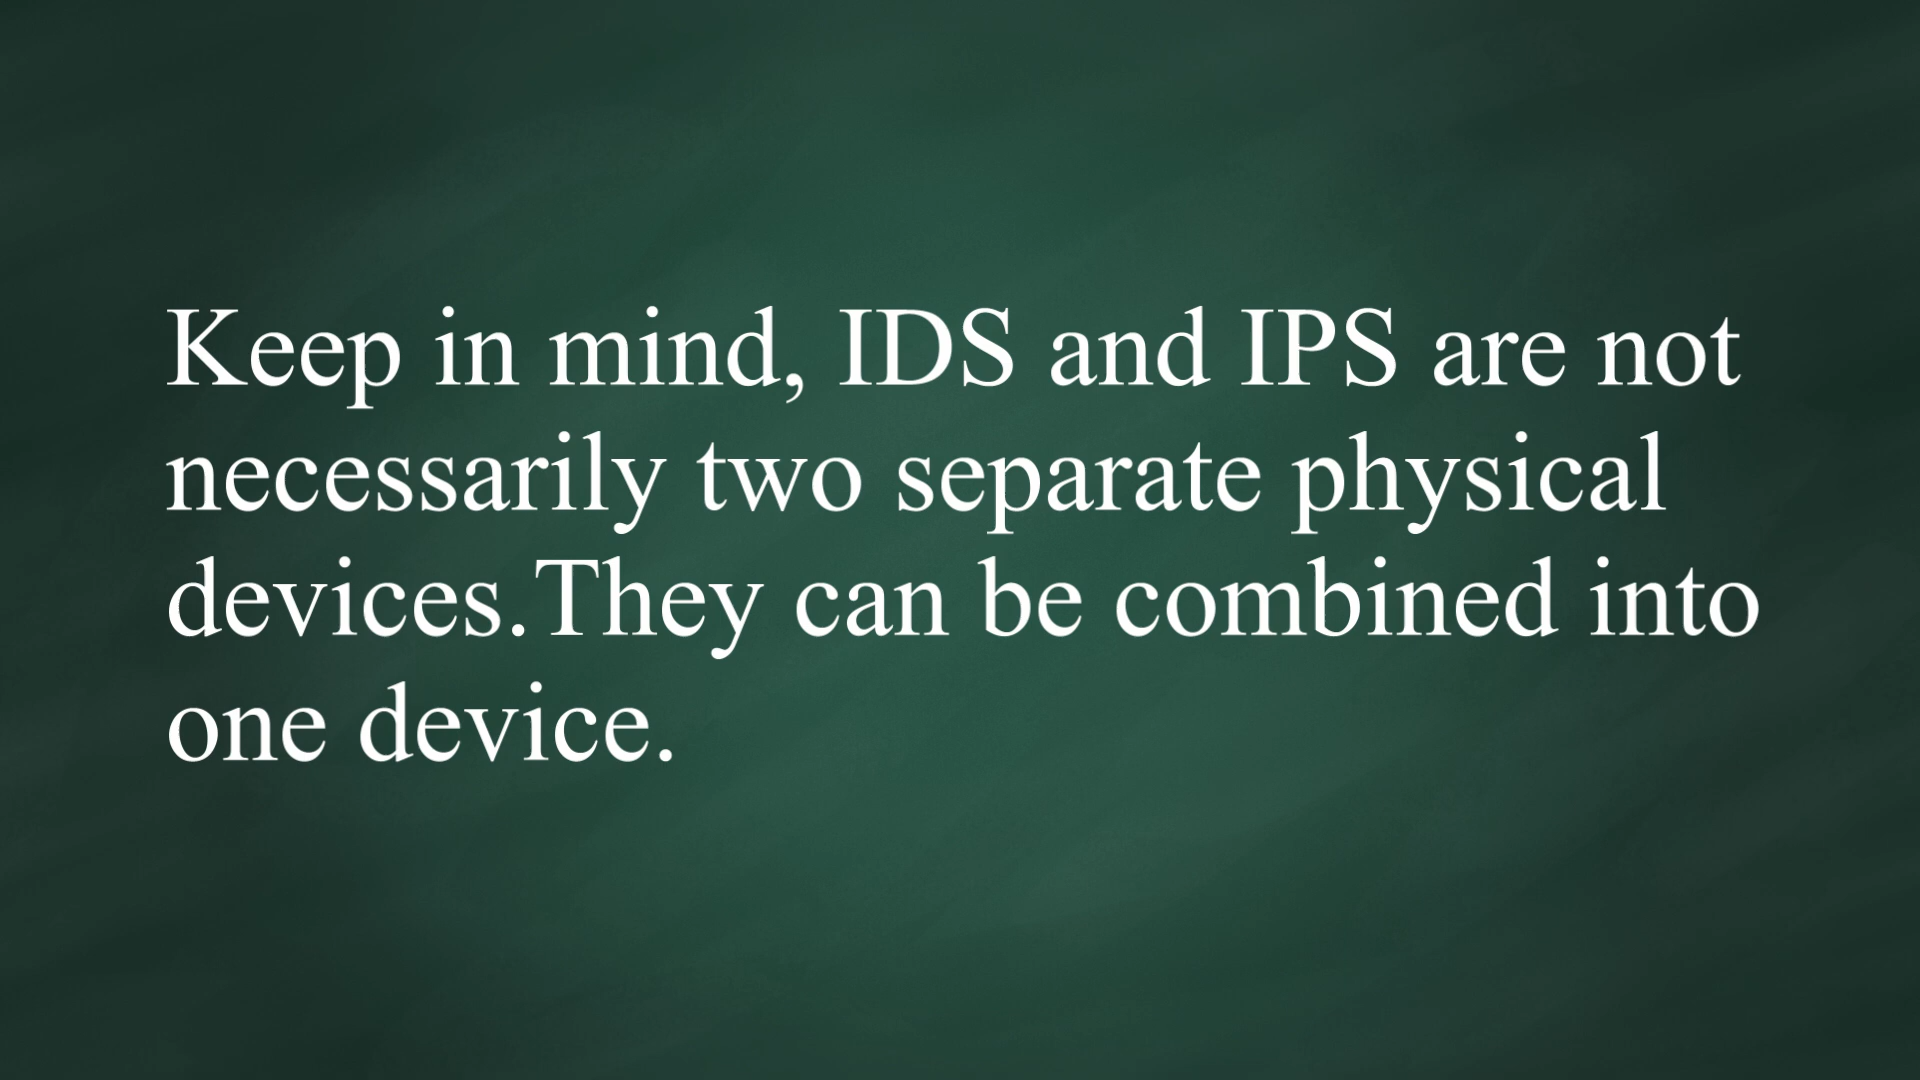 Keep in mind, IDS and IPS are not
necessarily two separate physical
devices.They can be combined into
one device.